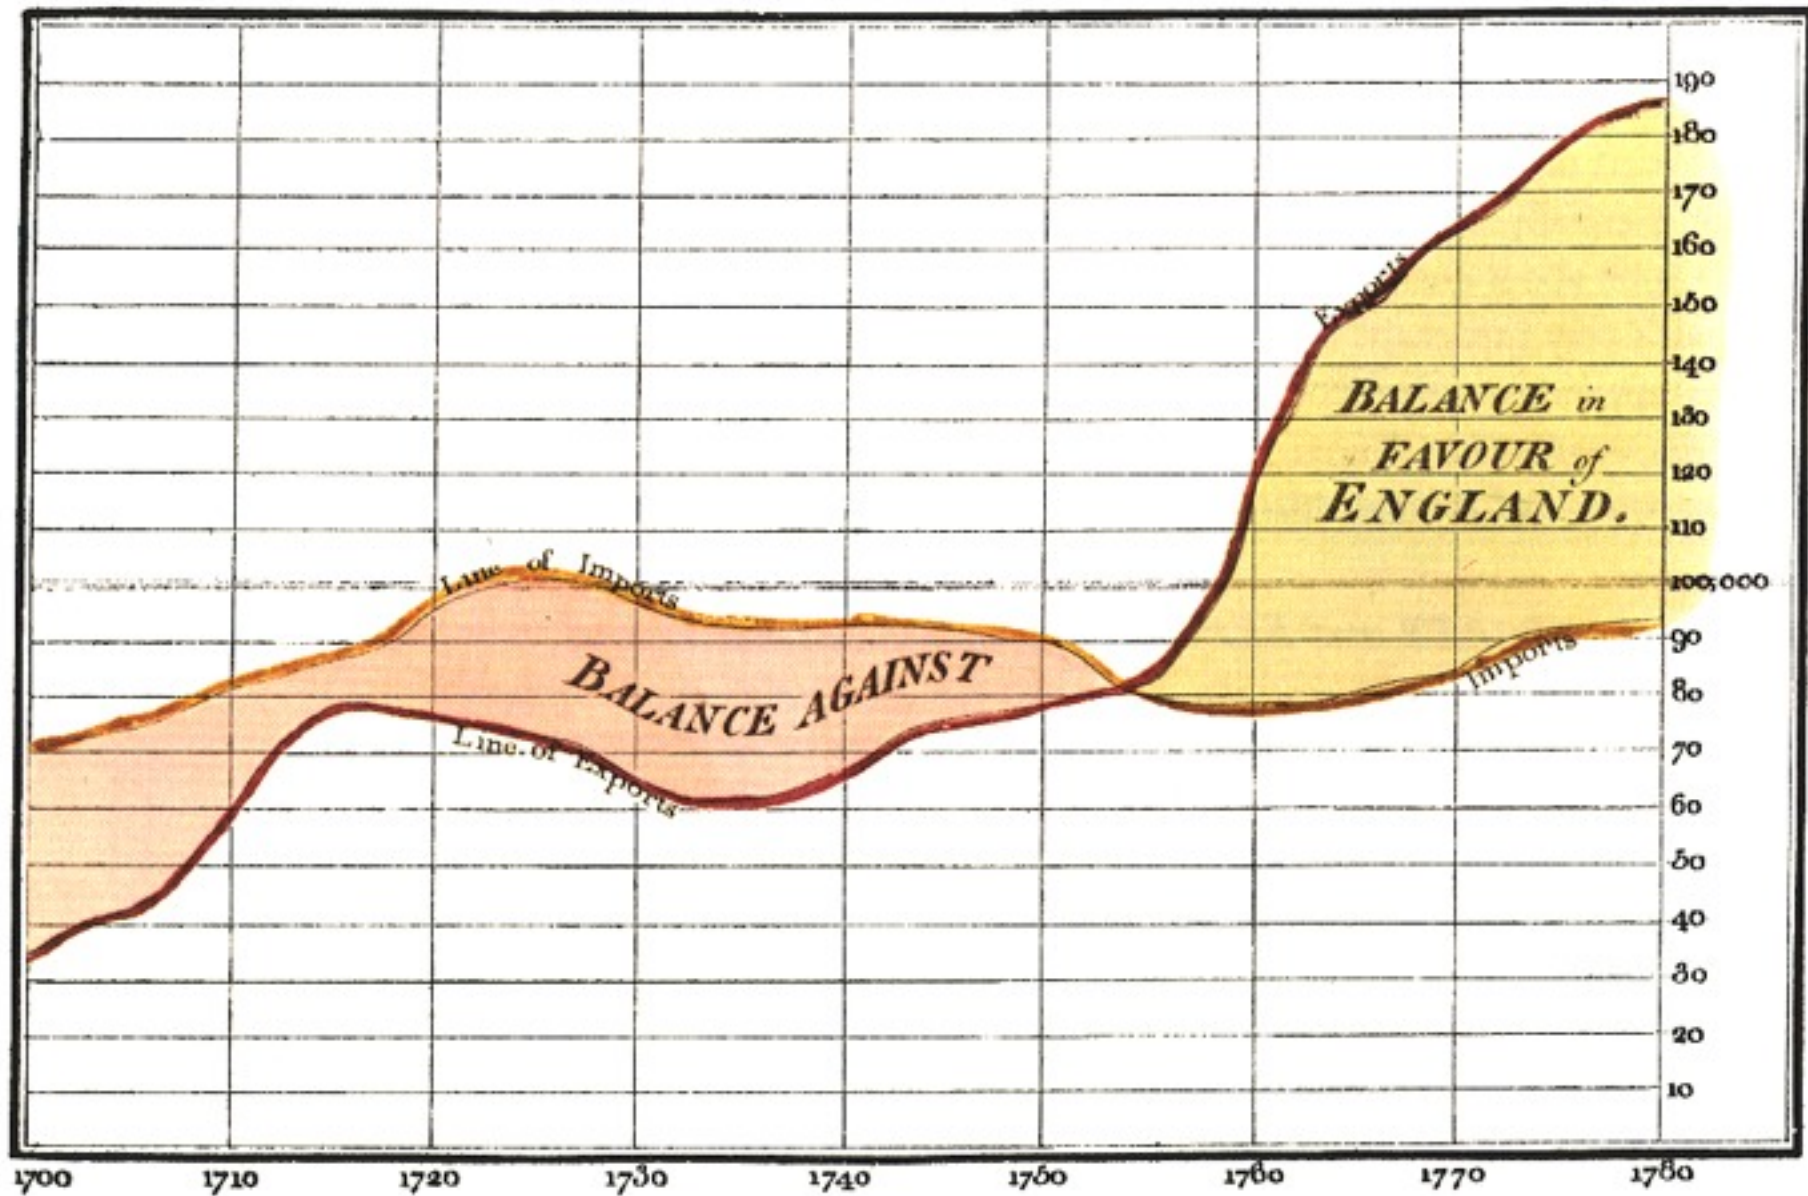 190
180
170
160
150
140
130
120
110
100,000
90
80
70
60
50
40
30
20
10
Exports
BALANCE in
FAVOUR of
ENGLAND.
Line of Imports
Imports
BALANCE AGAINST
Line of Exports
1700 1710 1720 1730 1740 1750 1760 1770 1780